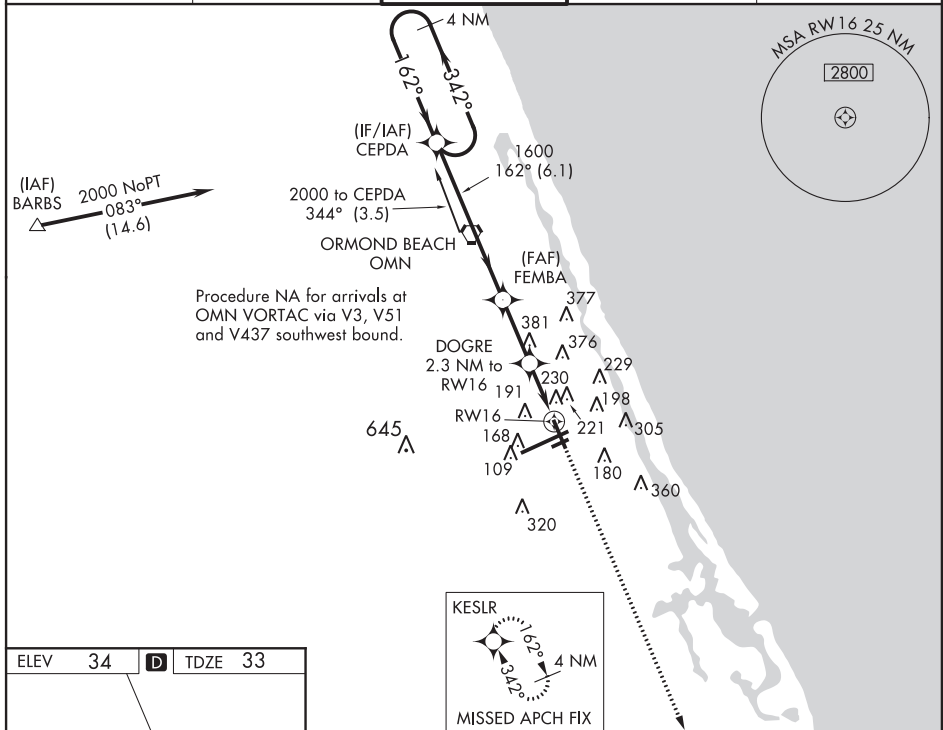 4 NM
MSA RW16 25 NM
2800
162°
342°
(IF/IAF)
CEPDA
1600
162° (6.1)
(IAF)
BARBS
2000 NoPT
083°
(14.6)
2000 to CEPDA
344° (3.5)
ORMOND BEACH
OMN
(FAF)
FEMBA
Procedure NA for arrivals at
OMN VORTAC via V3, V51
and V437 southwest bound.
377
381
376
DOGRE
2.3 NM to
RW16
229
230
191
198
RW16
221
305
645
168
109
180
360
320
KESLR
162°
4 NM
342°
MISSED APCH FIX
ELEV 34 D TDZE 33